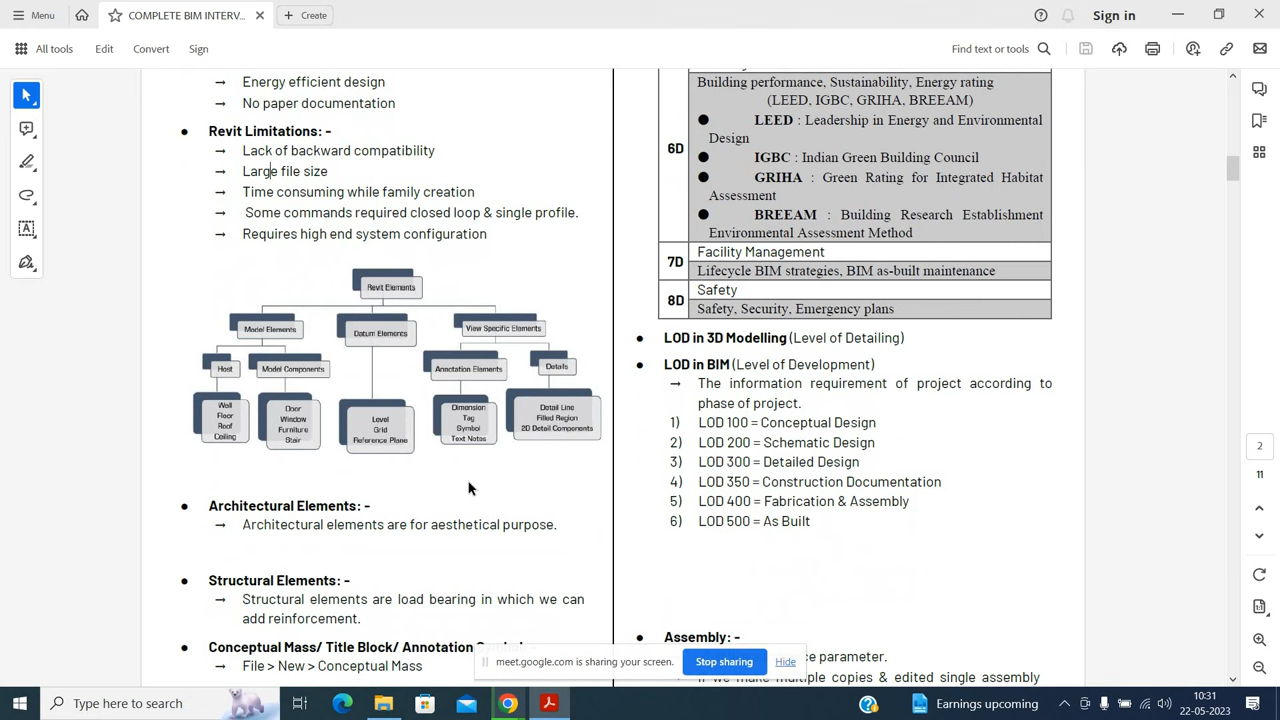 Menu
COMPLETE BIM INTERV...
Create
Sign in
All tools
Edit
Convert
Sign
Find text or tools
→ Energy efficient design
→ No paper documentation
● Revit Limitations: -
→ Lack of backward compatibility
→ Large file size
→ Time consuming while family creation
→ Some commands required closed loop & single profile.
→ Requires high end system configuration
Revit Elements
Model Elements
Datum Elements
View Specific Elements
Host
Model Components
Annotation Elements
Details
Wall
Floor
Roof
Ceiling
Door
Window
Furniture
Stair
Level
Grid
Reference Plane
Dimension
Tag
Symbol
Text Notes
Detail Line
Filled Region
2D Detail Components
● Architectural Elements: -
→ Architectural elements are for aesthetical purpose.
● Structural Elements: -
→ Structural elements are load bearing in which we can
add reinforcement.
● Conceptual Mass/ Title Block/ Annotation
→ File > New > Conceptual Mass
6D
Building performance, Sustainability, Energy rating
(LEED, IGBC, GRIHA, BREEAM)
● LEED : Leadership in Energy and Environmental
Design
● IGBC : Indian Green Building Council
● GRIHA : Green Rating for Integrated Habitat
Assessment
● BREEAM : Building Research Establishment
Environmental Assessment Method
7D
Facility Management
Lifecycle BIM strategies, BIM as-built maintenance
8D
Safety
Safety, Security, Emergency plans
● LOD in 3D Modelling (Level of Detailing)
● LOD in BIM (Level of Development)
→ The information requirement of project according to
phase of project.
1) LOD 100 = Conceptual Design
2) LOD 200 = Schematic Design
3) LOD 300 = Detailed Design
4) LOD 350 = Construction Documentation
5) LOD 400 = Fabrication & Assembly
6) LOD 500 = As Built
● Assembly: -
parameter.
multiple copies & edited single assembly
meet.google.com is sharing your screen.
Stop sharing
Hide
2
11
Type here to search
Earnings upcoming
ENG
10:31
22-05-2023